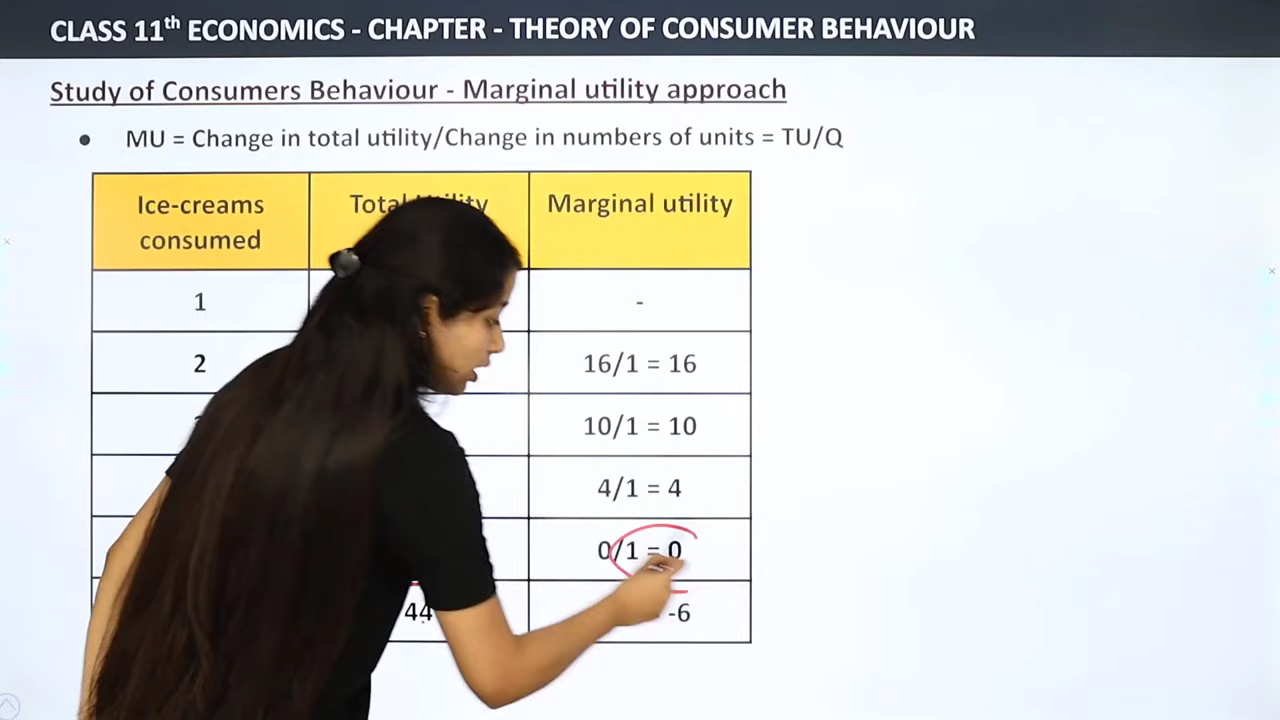 CLASS 11th ECONOMICS - CHAPTER - THEORY OF CONSUMER BEHAVIOUR
Study of Consumers Behaviour - Marginal utility approach
• MU = Change in total utility/Change in numbers of units = TU/Q
Ice-creams consumed
Marginal utility
1
-
2
16/1 = 16
10/1 = 10
4/1 = 4
0/1 = 0
44
-6